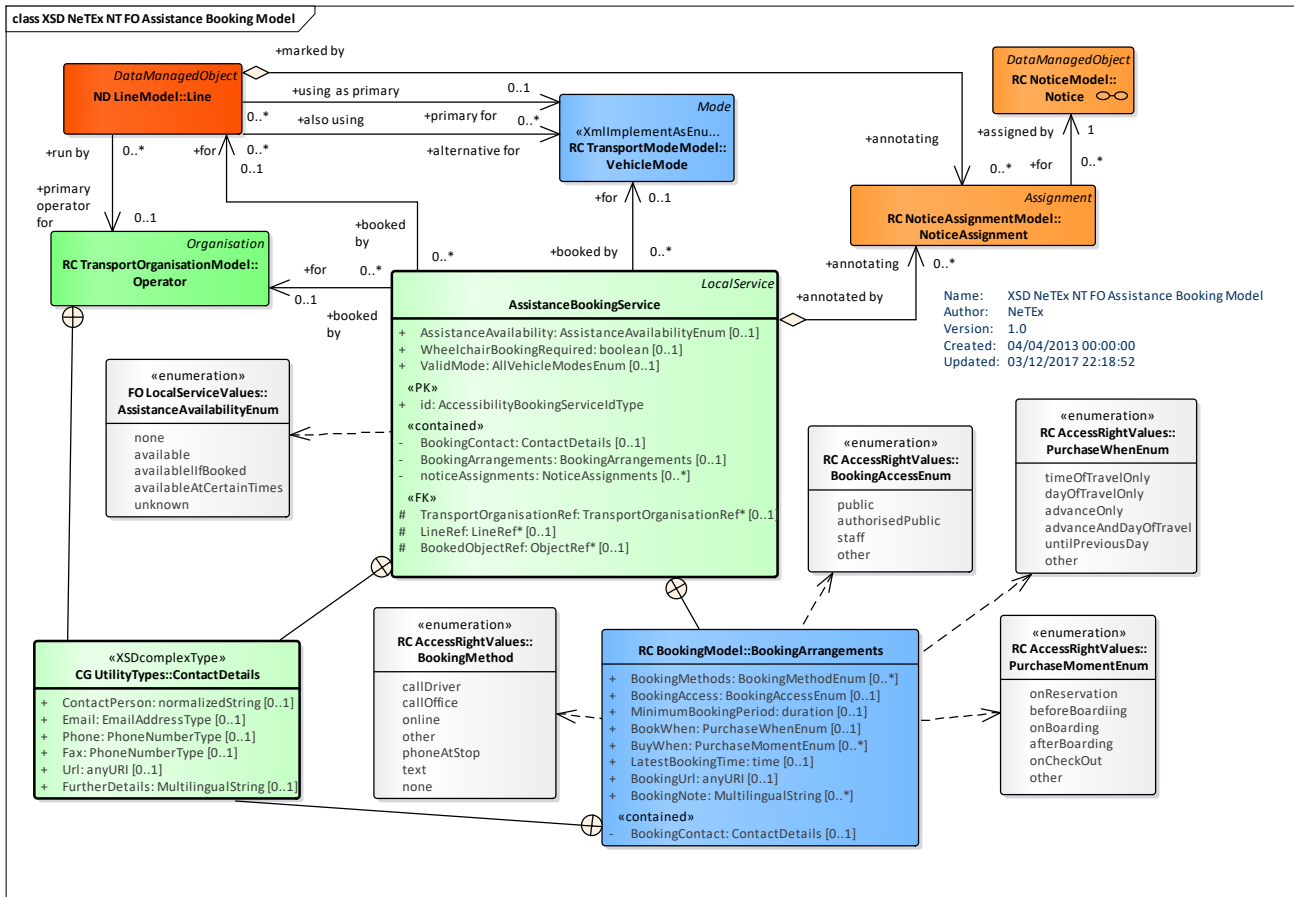 class XSD NeTEx NT FO Assistance Booking Model
+marked by
DataManagedObject
ND LineModel::Line
DataManagedObject
RC NoticeModel::
Notice
+using as primary
0..1
0..*
+also using
+primary for
0..*
0..*
+alternative for
Mode
«XmlImplementAsEnu...
RC TransportModeModel::
VehicleMode
+annotating
0..*
+assigned by
1
+for
0..*
+run by
0..*
+for
0..1
+primary
operator
for
0..1
+for
0..1
+booked by
0..*
Assignment
RC NoticeAssignmentModel::
NoticeAssignment
Organisation
RC TransportOrganisationModel::
Operator
+booked
by
0..*
+for
0..*
0..1
+booked
by
+annotating
0..*
+annotated by
LocalService
AssistanceBookingService
+ AssistanceAvailability: AssistanceAvailabilityEnum [0..1]
+ WheelchairBookingRequired: boolean [0..1]
+ ValidMode: AllVehicleModesEnum [0..1]
«PK»
+ id: AccessibilityBookingServiceIdType
«contained»
- BookingContact: ContactDetails [0..1]
- BookingArrangements: BookingArrangements [0..1]
- noticeAssignments: NoticeAssignments [0..*]
«FK»
# TransportOrganisationRef: TransportOrganisationRef* [0..1]
# LineRef: LineRef* [0..1]
# BookedObjectRef: ObjectRef* [0..1]
Name: XSD NeTEx NT FO Assistance Booking Model
Author: NeTEx
Version: 1.0
Created: 04/04/2013 00:00:00
Updated: 03/12/2017 22:18:52
«enumeration»
FO LocalServiceValues::
AssistanceAvailabilityEnum
none
available
availablelIfBooked
availableAtCertainTimes
unknown
«enumeration»
RC AccessRightValues::
BookingAccessEnum
public
authorisedPublic
staff
other
«enumeration»
RC AccessRightValues::
PurchaseWhenEnum
timeOfTravelOnly
dayOfTravelOnly
advanceOnly
advanceAndDayOfTravel
untilPreviousDay
other
«XSDcomplexType»
CG UtilityTypes::ContactDetails
+ ContactPerson: normalizedString [0..1]
+ Email: EmailAddressType [0..1]
+ Phone: PhoneNumberType [0..1]
+ Fax: PhoneNumberType [0..1]
+ Url: anyURI [0..1]
+ FurtherDetails: MultilingualString [0..1]
«enumeration»
RC AccessRightValues::
BookingMethod
callDriver
callOffice
online
other
phoneAtStop
text
none
RC BookingModel::BookingArrangements
+ BookingMethods: BookingMethodEnum [0..*]
+ BookingAccess: BookingAccessEnum [0..1]
+ MinimumBookingPeriod: duration [0..1]
+ BookWhen: PurchaseWhenEnum [0..1]
+ BuyWhen: PurchaseMomentEnum [0..*]
+ LatestBookingTime: time [0..1]
+ BookingUrl: anyURI [0..1]
+ BookingNote: MultilingualString [0..*]
«contained»
- BookingContact: ContactDetails [0..1]
«enumeration»
RC AccessRightValues::
PurchaseMomentEnum
onReservation
beforeBoardiing
onBoarding
afterBoarding
onCheckOut
other